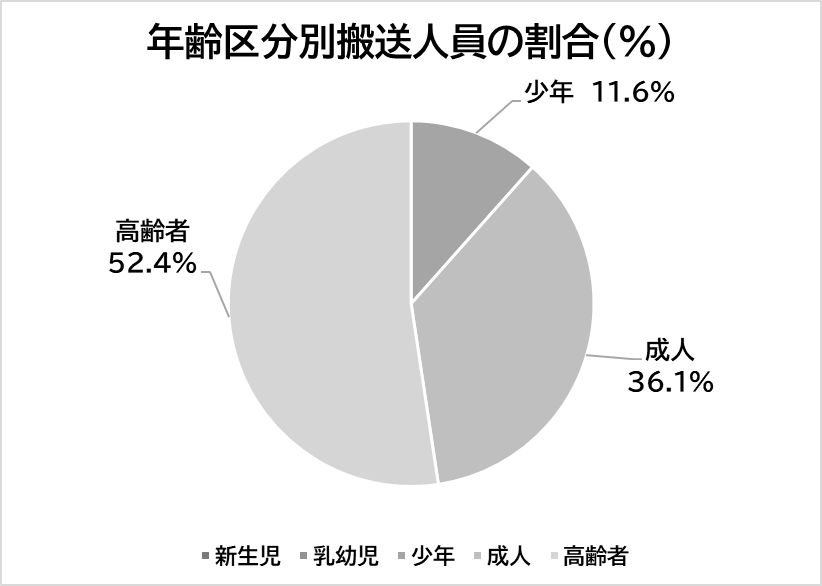 年齢区分別搬送人員の割合(%)
少年 11.6%
高齢者
52.4%
成人
36.1%
新生児 乳幼児 少年 成人 高齢者